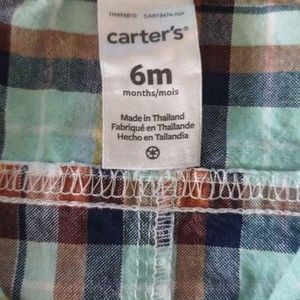 carter's®
6m
months/mois
Made in Thailand
Fabriqué en Thaïlande
Hecho en Tailandia